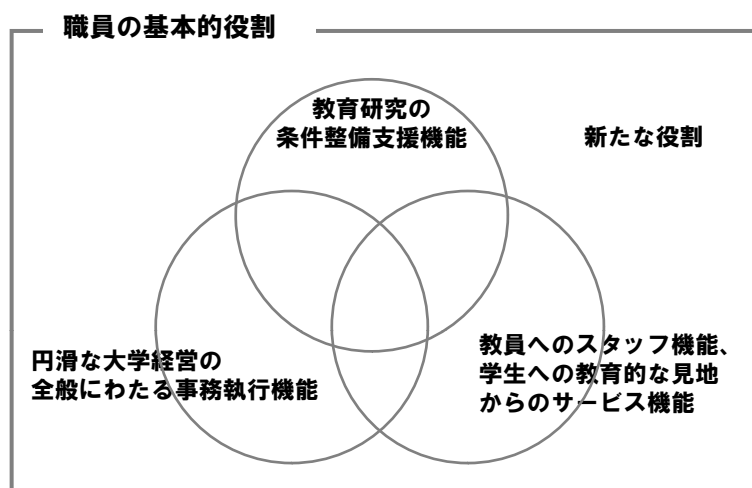 職員の基本的役割
教育研究の
条件整備支援機能
新たな役割
円滑な大学経営の
全般にわたる事務執行機能
教員へのスタッフ機能、
学生への教育的な見地
からのサービス機能